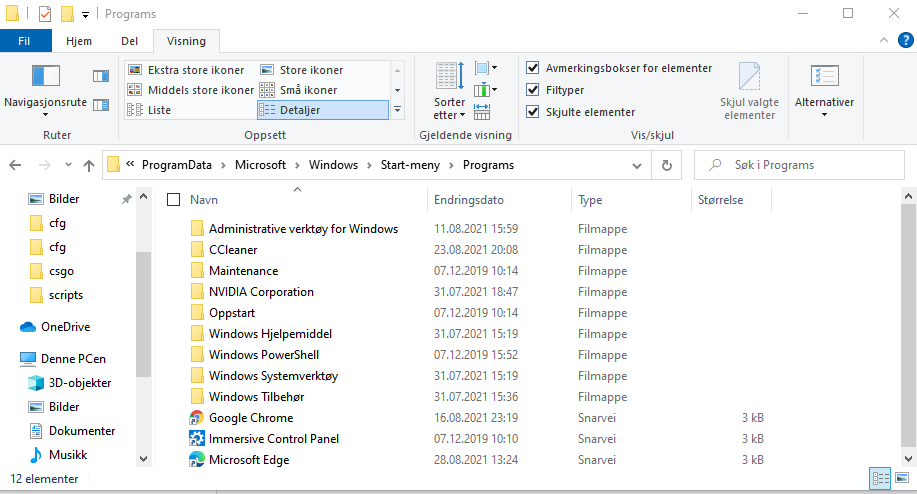 Programs
Fil Hjem Del Visning
Navigasjonsrute
Ruter
Ekstra store ikoner Store ikoner
Middels store ikoner Små ikoner
Liste Detaljer
Oppsett
Sorter etter
Gjeldende visning
Avmerkingsbokser for elementer
Filtyper
Skjulte elementer
Skjul valgte elementer
Vis/skjul
Alternativer
« ProgramData › Microsoft › Windows › Start-meny › Programs
Søk i Programs
Bilder
cfg
cfg
csgo
scripts
OneDrive
Denne PCen
3D-objekter
Bilder
Dokumenter
Musikk
Navn Endringsdato Type Størrelse
Administrative verktøy for Windows 11.08.2021 15:59 Filmappe
CCleaner 23.08.2021 20:08 Filmappe
Maintenance 07.12.2019 10:14 Filmappe
NVIDIA Corporation 31.07.2021 18:47 Filmappe
Oppstart 07.12.2019 10:14 Filmappe
Windows Hjelpemiddel 31.07.2021 15:19 Filmappe
Windows PowerShell 07.12.2019 15:52 Filmappe
Windows Systemverktøy 31.07.2021 15:19 Filmappe
Windows Tilbehør 31.07.2021 15:36 Filmappe
Google Chrome 16.08.2021 23:19 Snarvei 3 kB
Immersive Control Panel 07.12.2019 10:10 Snarvei 3 kB
Microsoft Edge 28.08.2021 13:24 Snarvei 3 kB
12 elementer